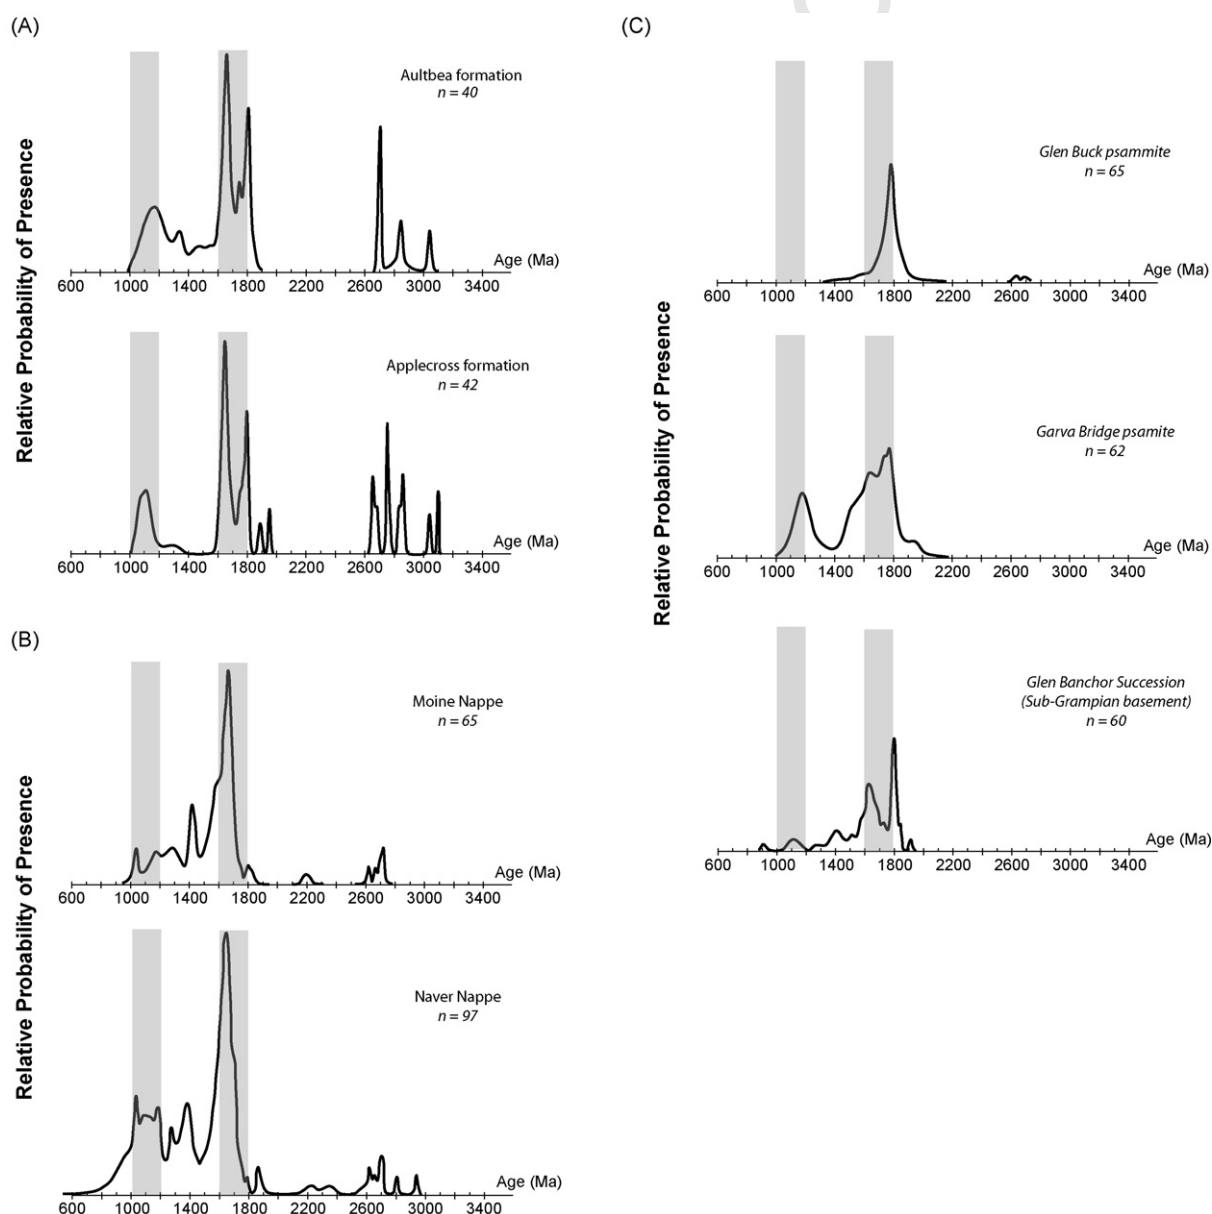 (A)
Relative Probability of Presence
Aultbea formation
n = 40
Age (Ma)
600 1000 1400 1800 2200 2600 3000 3400
Applecross formation
n = 42
Age (Ma)
600 1000 1400 1800 2200 2600 3000 3400
(B)
Relative Probability of Presence
Moine Nappe
n = 65
Age (Ma)
600 1000 1400 1800 2200 2600 3000 3400
Naver Nappe
n = 97
Age (Ma)
600 1000 1400 1800 2200 2600 3000 3400
(C)
Relative Probability of Presence
Glen Buck psammite
n = 65
Age (Ma)
600 1000 1400 1800 2200 2600 3000 3400
Garva Bridge psamite
n = 62
Age (Ma)
600 1000 1400 1800 2200 2600 3000 3400
Glen Banchor Succession
(Sub-Grampian basement)
n = 60
Age (Ma)
600 1000 1400 1800 2200 2600 3000 3400